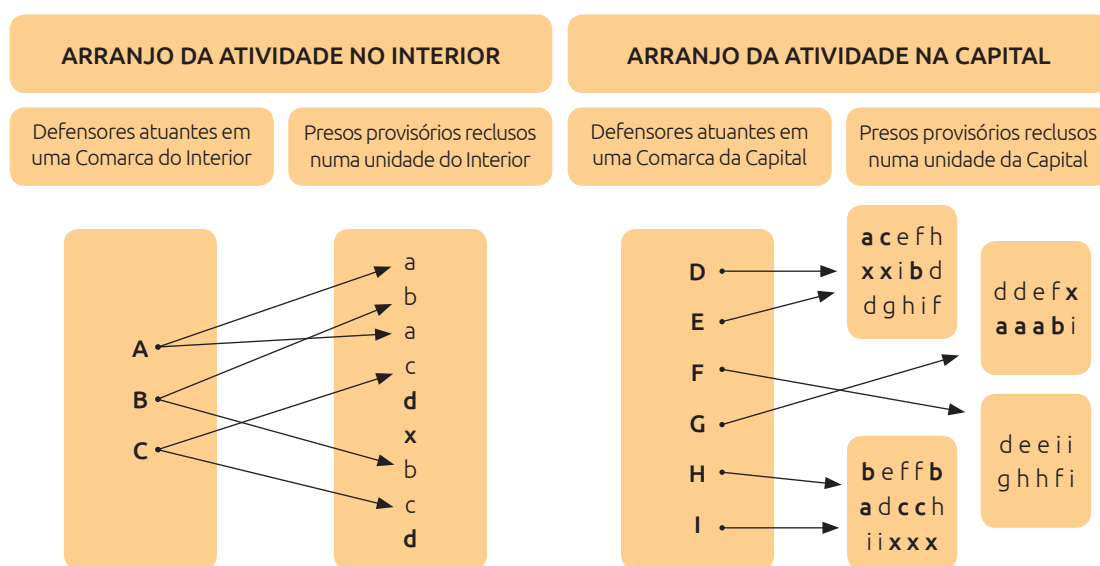 ARRANJO DA ATIVIDADE NO INTERIOR
Defensores atuantes em
uma Comarca do Interior
Presos provisórios reclusos
numa unidade do Interior
A
B
C
a
b
a
c
d
x
b
c
d
ARRANJO DA ATIVIDADE NA CAPITAL
Defensores atuantes em
uma Comarca da Capital
Presos provisórios reclusos
numa unidade da Capital
D
E
F
G
H
I
a c e f h
x x i b d
d g h i f
d d e f x
a a a b i
d e e i i
g h h f i
b e f f b
a d c c h
i i x x x